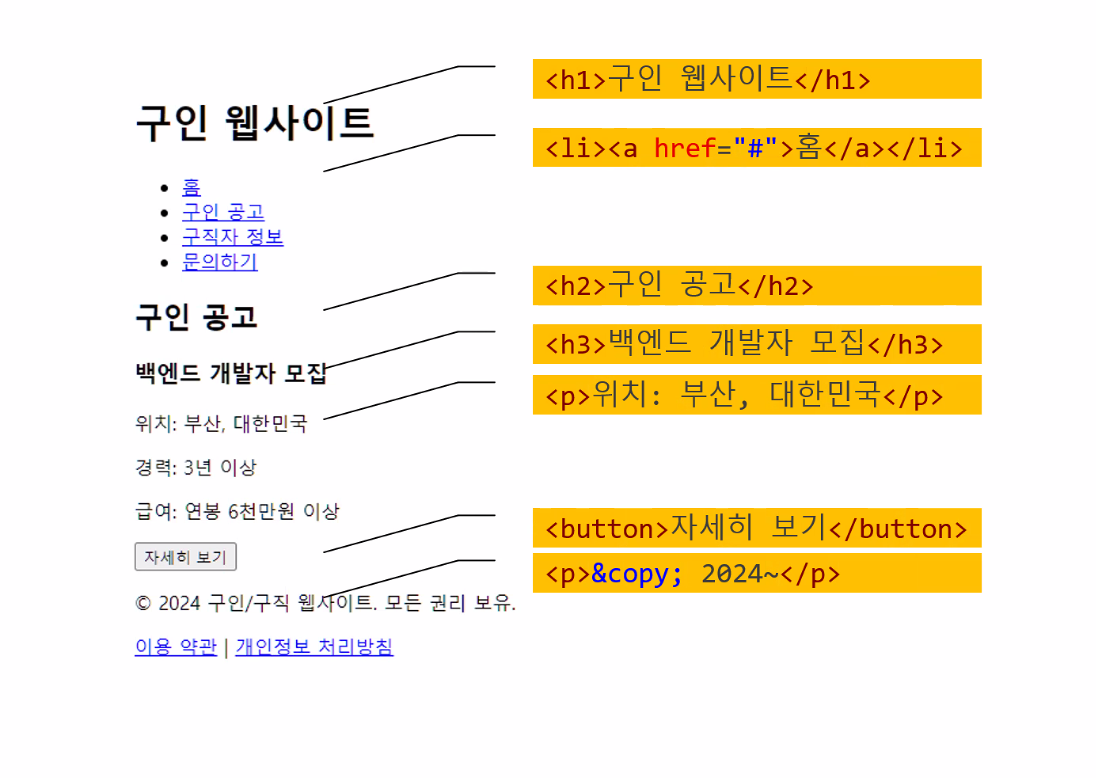 구인 웹사이트
홈
구인 공고
구직자 정보
문의하기
구인 공고
백엔드 개발자 모집
위치: 부산, 대한민국
경력: 3년 이상
급여: 연봉 6천만원 이상
자세히 보기
© 2024 구인/구직 웹사이트. 모든 권리 보유.
이용 약관 | 개인정보 처리방침
<h1>구인 웹사이트</h1>
<li><a href="#">홈</a></li>
<h2>구인 공고</h2>
<h3>백엔드 개발자 모집</h3>
<p>위치: 부산, 대한민국</p>
<button>자세히 보기</button>
<p>&copy; 2024~</p>